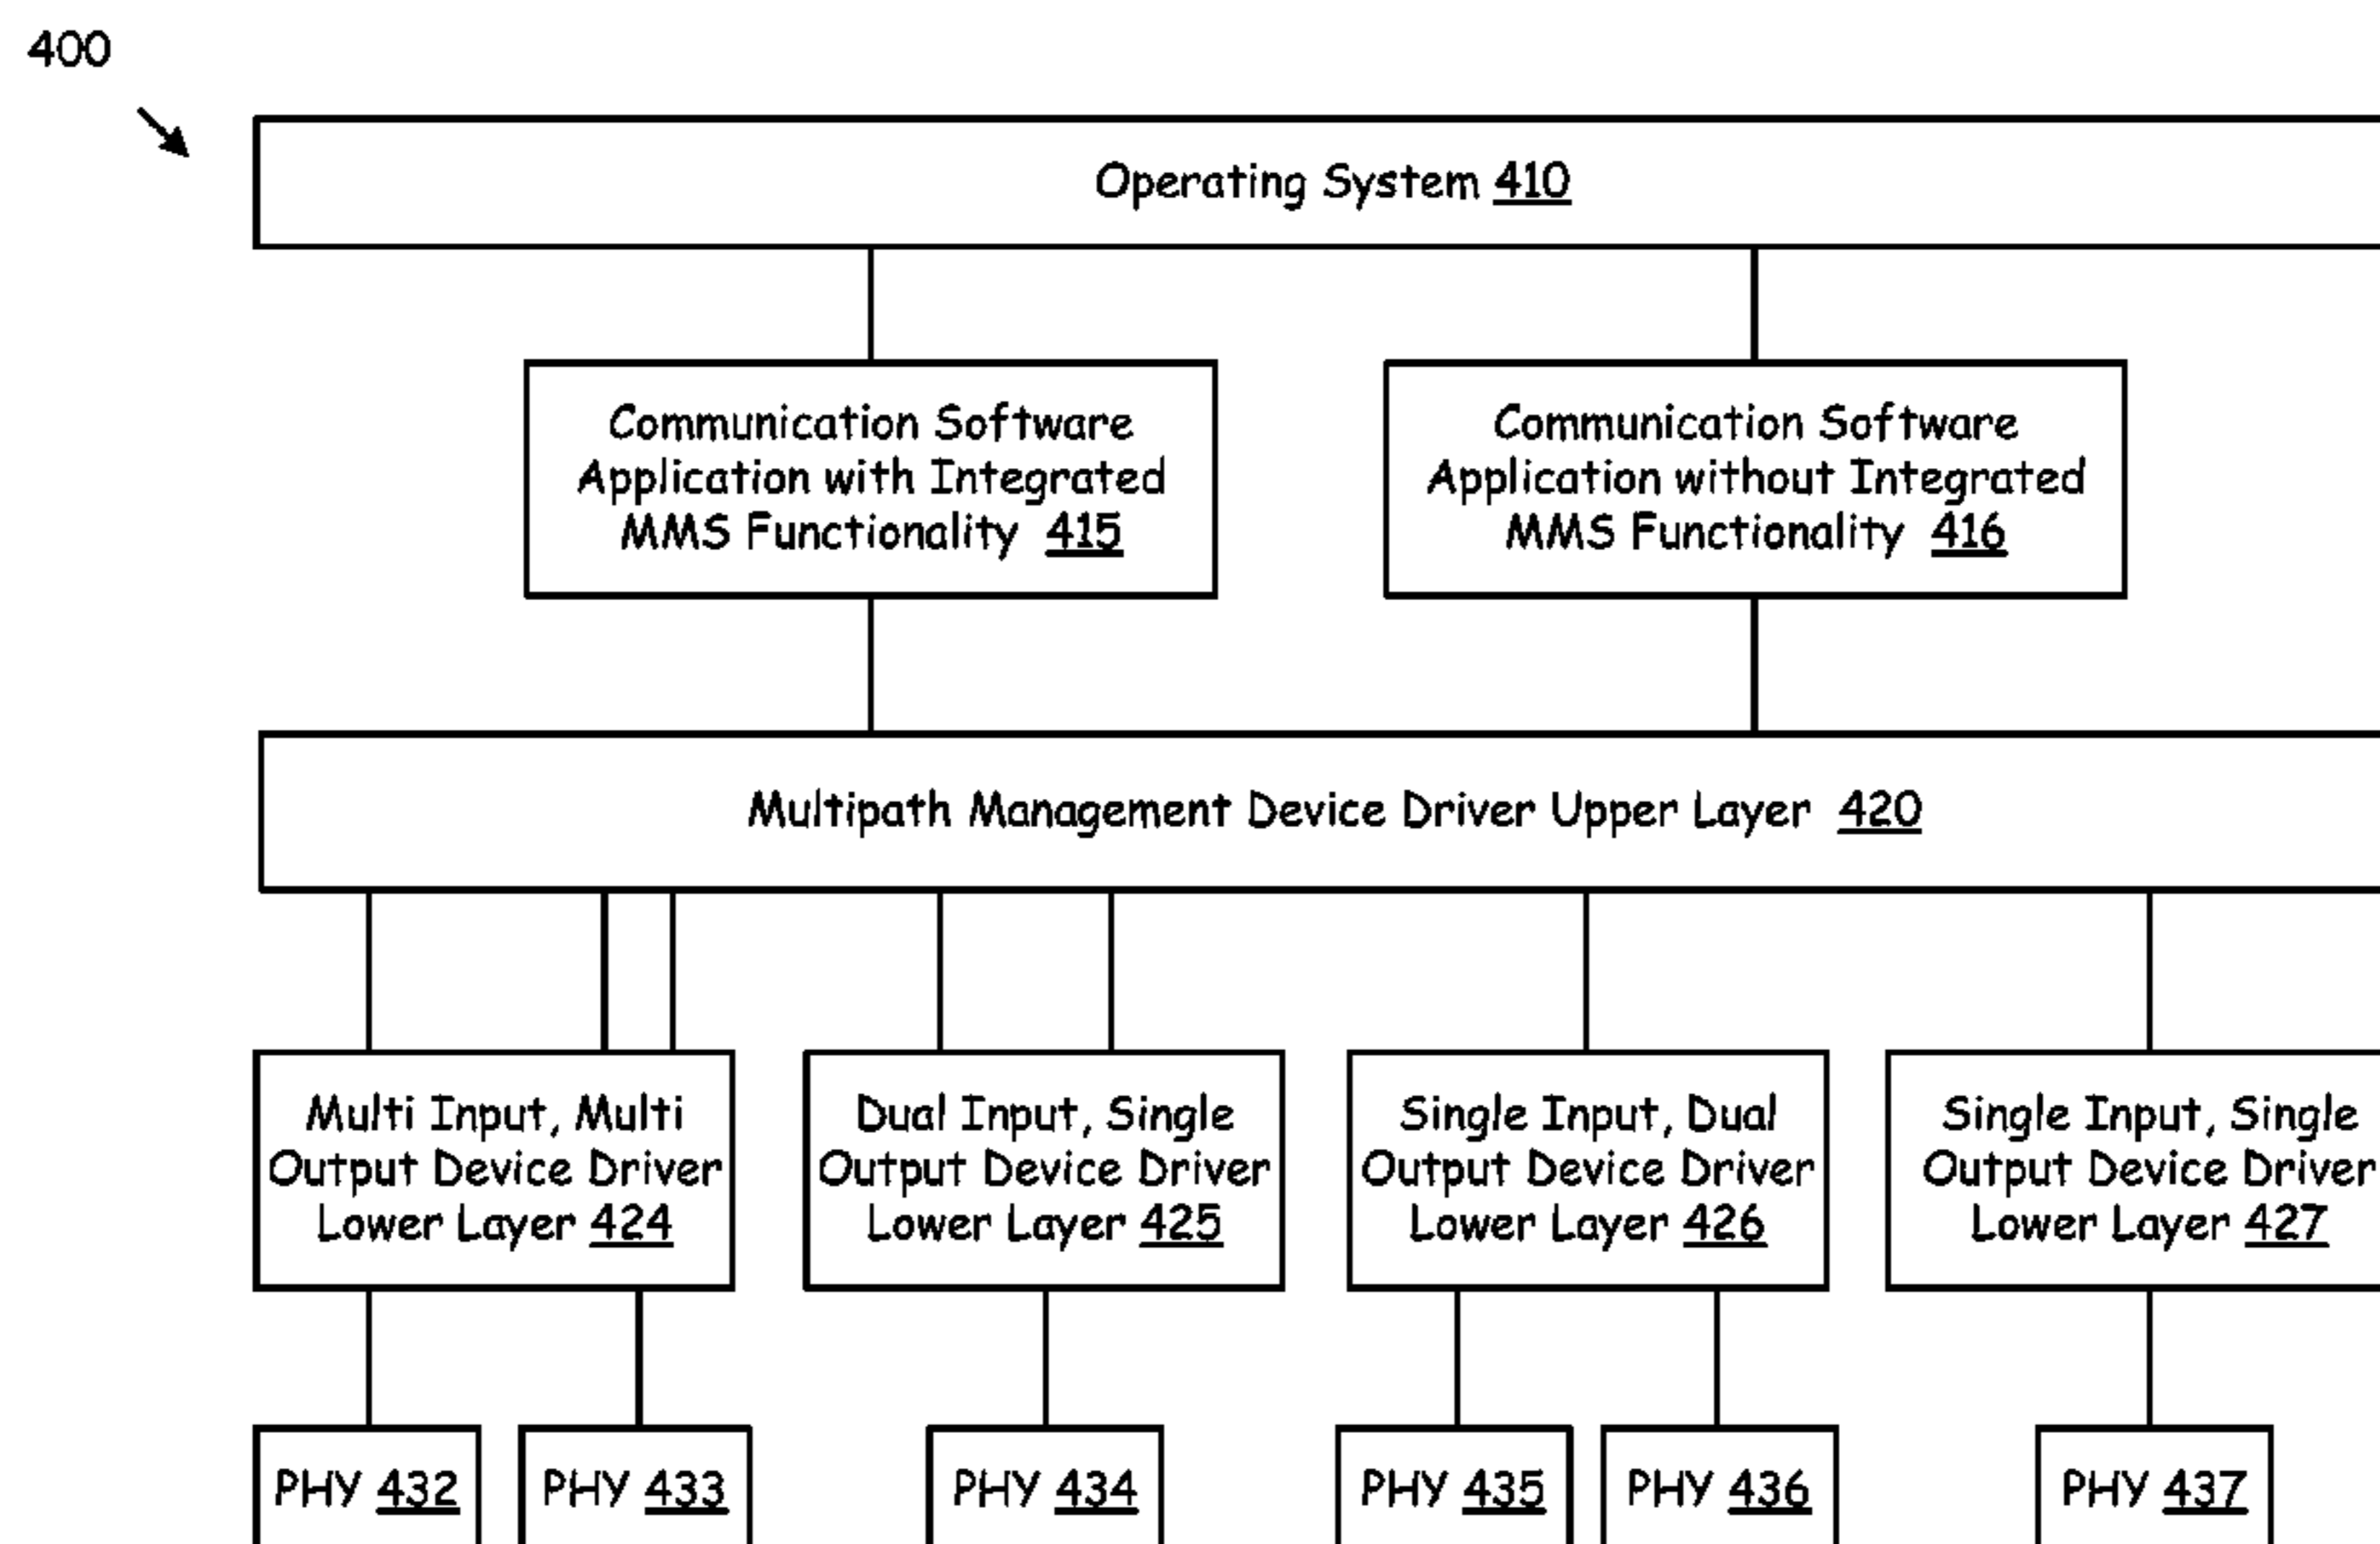 400
Operating System 410
Communication Software
Application with Integrated
MMS Functionality 415
Communication Software
Application without Integrated
MMS Functionality 416
Multipath Management Device Driver Upper Layer 420
Multi Input, Multi
Output Device Driver
Lower Layer 424
Dual Input, Single
Output Device Driver
Lower Layer 425
Single Input, Dual
Output Device Driver
Lower Layer 426
Single Input, Single
Output Device Driver
Lower Layer 427
PHY 432
PHY 433
PHY 434
PHY 435
PHY 436
PHY 437